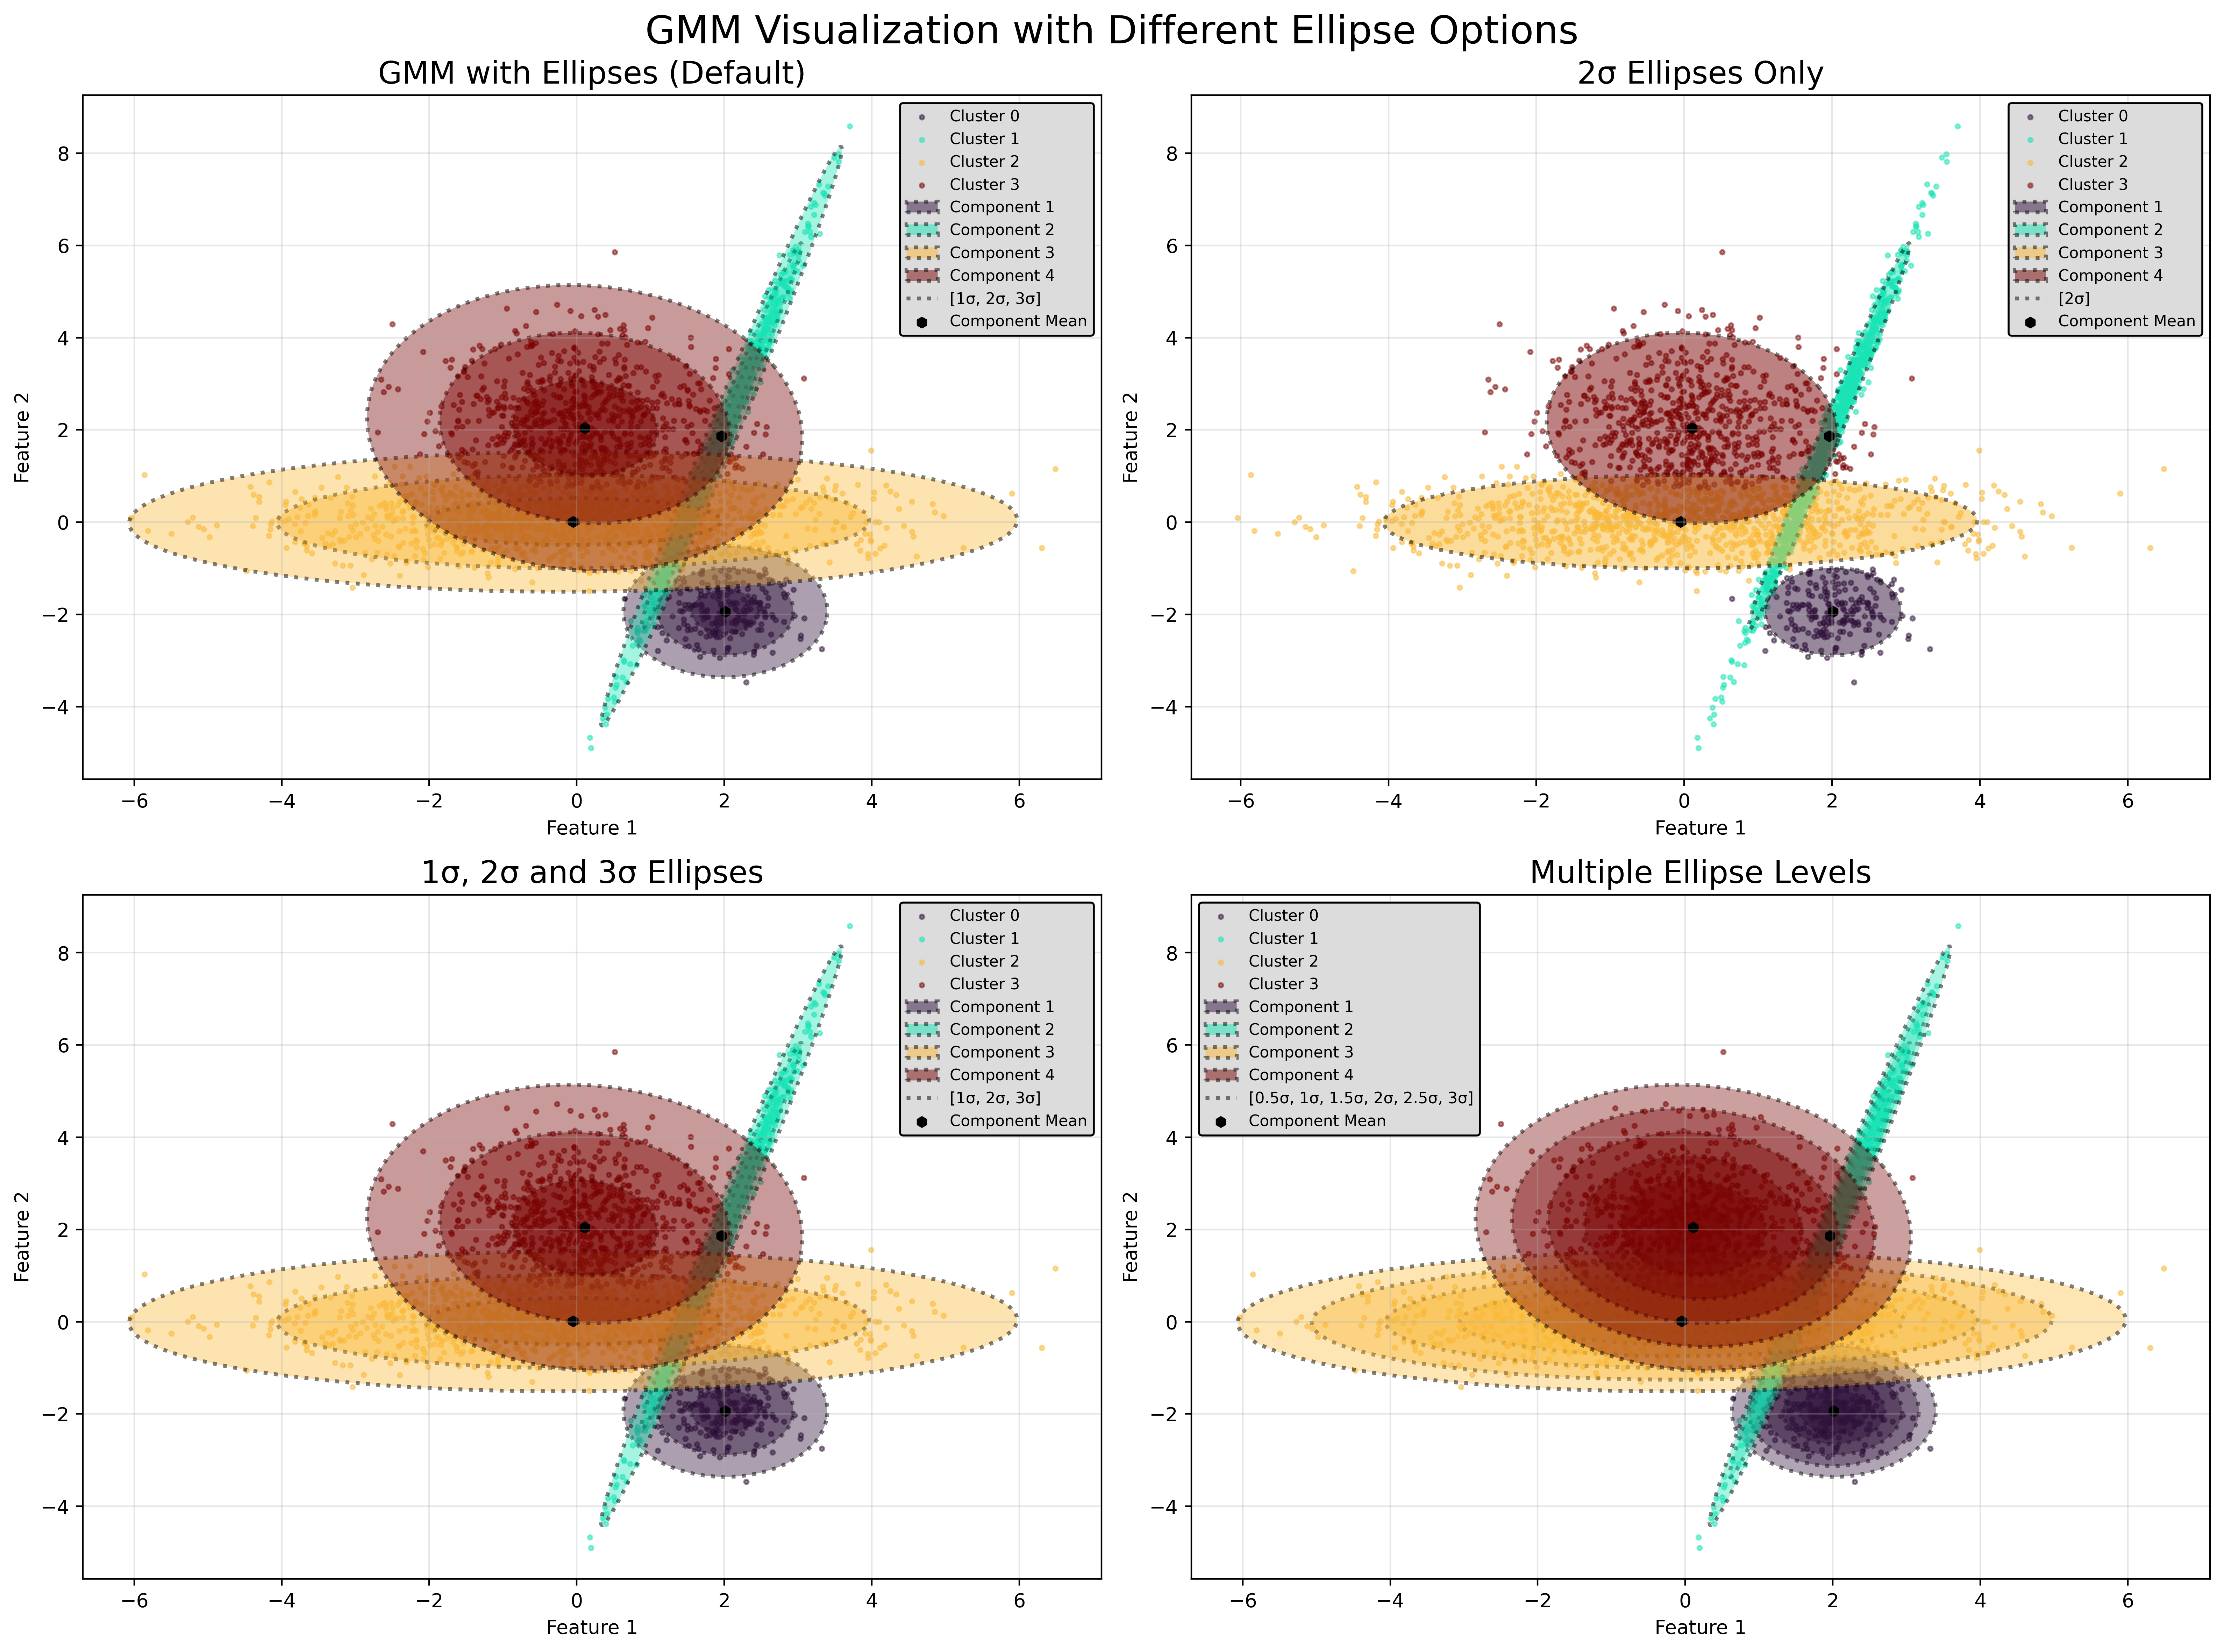 GMM Visualization with Different Ellipse Options
GMM with Ellipses (Default)
Cluster 0
Cluster 1
Cluster 2
Cluster 3
Component 1
Component 2
Component 3
Component 4
[1σ, 2σ, 3σ]
Component Mean
8
6
4
2
0
−2
−4
Feature 2
−6
−4
−2
0
2
4
6
Feature 1
2σ Ellipses Only
Cluster 0
Cluster 1
Cluster 2
Cluster 3
Component 1
Component 2
Component 3
Component 4
[2σ]
Component Mean
8
6
4
2
0
−2
−4
Feature 2
−6
−4
−2
0
2
4
6
Feature 1
1σ, 2σ and 3σ Ellipses
Cluster 0
Cluster 1
Cluster 2
Cluster 3
Component 1
Component 2
Component 3
Component 4
[1σ, 2σ, 3σ]
Component Mean
8
6
4
2
0
−2
−4
Feature 2
−6
−4
−2
0
2
4
6
Feature 1
Multiple Ellipse Levels
Cluster 0
Cluster 1
Cluster 2
Cluster 3
Component 1
Component 2
Component 3
Component 4
[0.5σ, 1σ, 1.5σ, 2σ, 2.5σ, 3σ]
Component Mean
8
6
4
2
0
−2
−4
Feature 2
−6
−4
−2
0
2
4
6
Feature 1